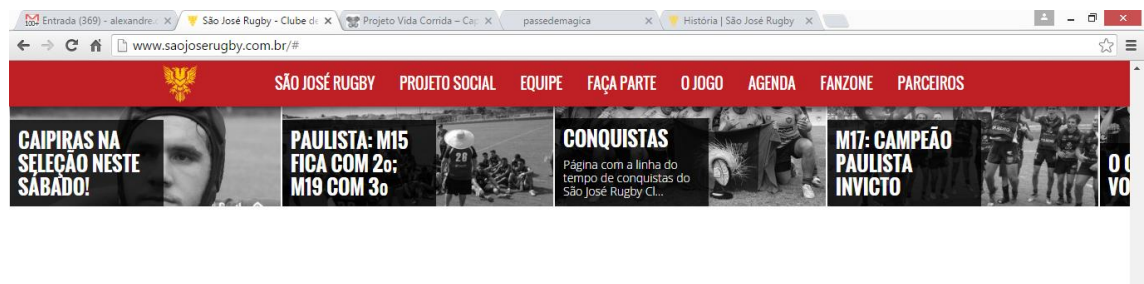 100+ Entrada (369) - alexandre. São José Rugby - Clube de Projeto Vida Corrida – Cap passedemagica História | São José Rugby
www.saojoserugby.com.br/#
SÃO JOSÉ RUGBY PROJETO SOCIAL EQUIPE FAÇA PARTE O JOGO AGENDA FANZONE PARCEIROS
CAIPIRAS NA
SELEÇÃO NESTE
SÁBADO!
PAULISTA: M15
FICA COM 2º;
M19 COM 3º
28
CONQUISTAS
Página com a linha do
tempo de conquistas do
São José Rugby Cl...
M17: CAMPEÃO
PAULISTA
INVICTO